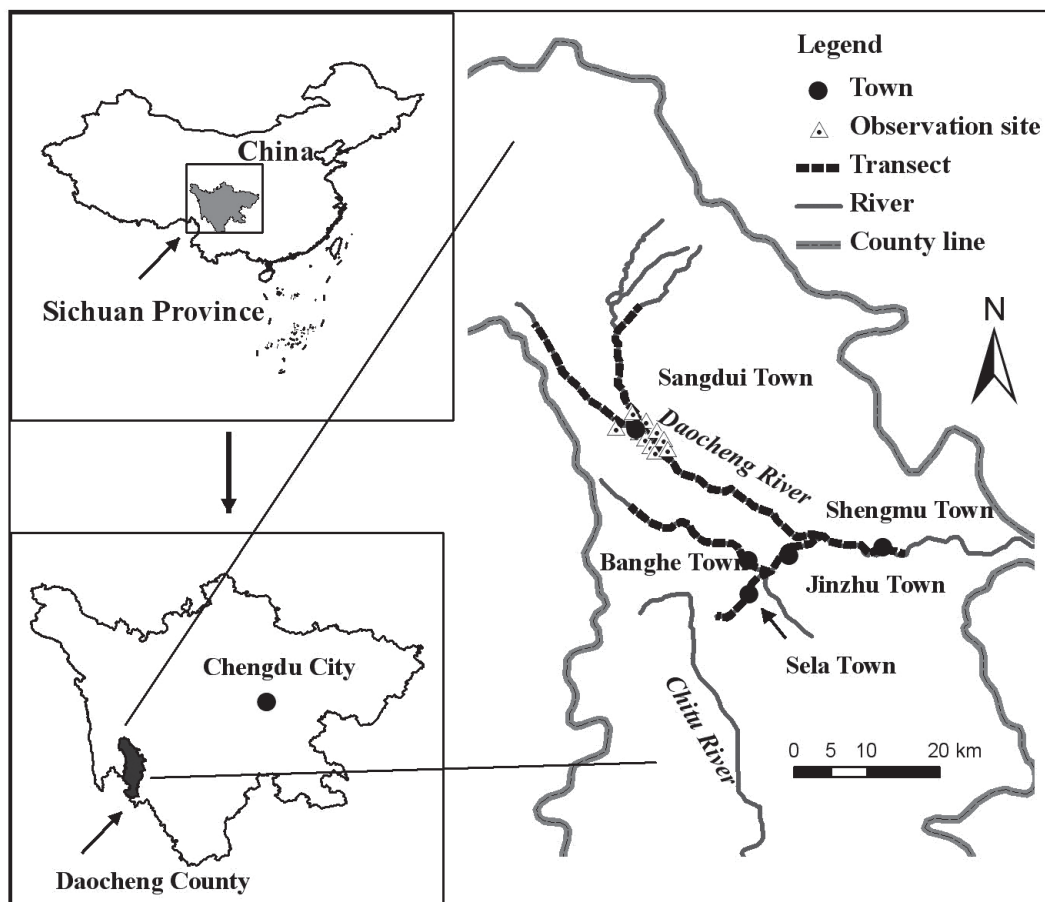 China
Sichuan Province
Chengdu City
Daocheng County
Legend
Town
Observation site
Transect
River
County line
N
Sangdui Town
Daocheng River
Shengmu Town
Banghe Town
Jinzhu Town
Sela Town
Chitu River
0 5 10 20 km